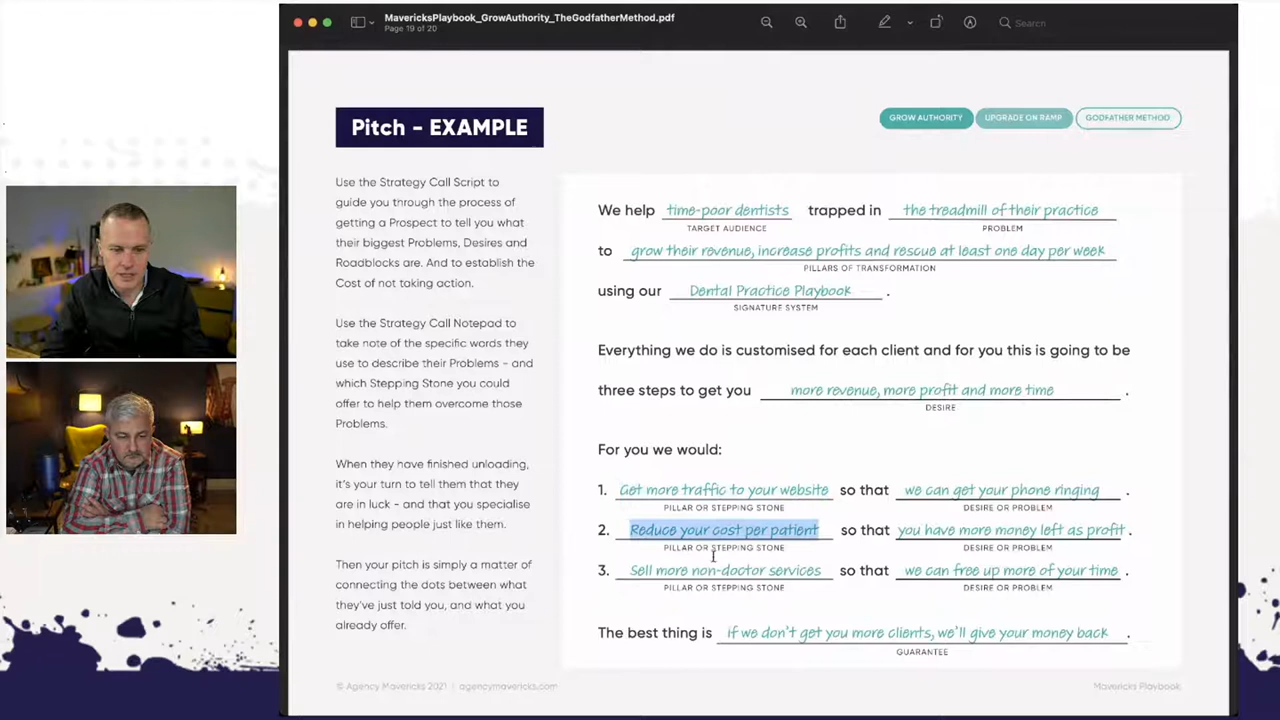 MavericksPlaybook_GrowAuthority_TheGodfatherMethod.pdf
Page 19 of 20
Search
Pitch - EXAMPLE
GROW AUTHORITY
UPGRADE ON RAMP
GODFATHER METHOD
Use the Strategy Call Script to
guide you through the process of
getting a Prospect to tell you what
their biggest Problems, Desires and
Roadblocks are. And to establish the
Cost of not taking action.
Use the Strategy Call Notepad to
take note of the specific words they
use to describe their Problems - and
which Stepping Stone you could
offer to help them overcome those
Problems.
When they have finished unloading,
it's your turn to tell them that they
are in luck - and that you specialise
in helping people just like them.
Then your pitch is simply a matter of
connecting the dots between what
they've just told you, and what you
already offer.
We help time-poor dentists trapped in the treadmill of their practice
TARGET AUDIENCE PROBLEM
to grow their revenue, increase profits and rescue at least one day per week
PILLARS OF TRANSFORMATION
using our Dental Practice Playbook .
SIGNATURE SYSTEM
Everything we do is customised for each client and for you this is going to be
three steps to get you more revenue, more profit and more time .
DESIRE
For you we would:
1. Get more traffic to your website so that we can get your phone ringing .
PILLAR OR STEPPING STONE DESIRE OR PROBLEM
2. Reduce your cost per patient so that you have more money left as profit .
PILLAR OR STEPPING STONE DESIRE OR PROBLEM
3. Sell more non-doctor services so that we can free up more of your time .
PILLAR OR STEPPING STONE DESIRE OR PROBLEM
The best thing is if we don't get you more clients, we'll give your money back .
GUARANTEE
© Agency Mavericks 2021 | agencymavericks.com
Mavericks Playbook